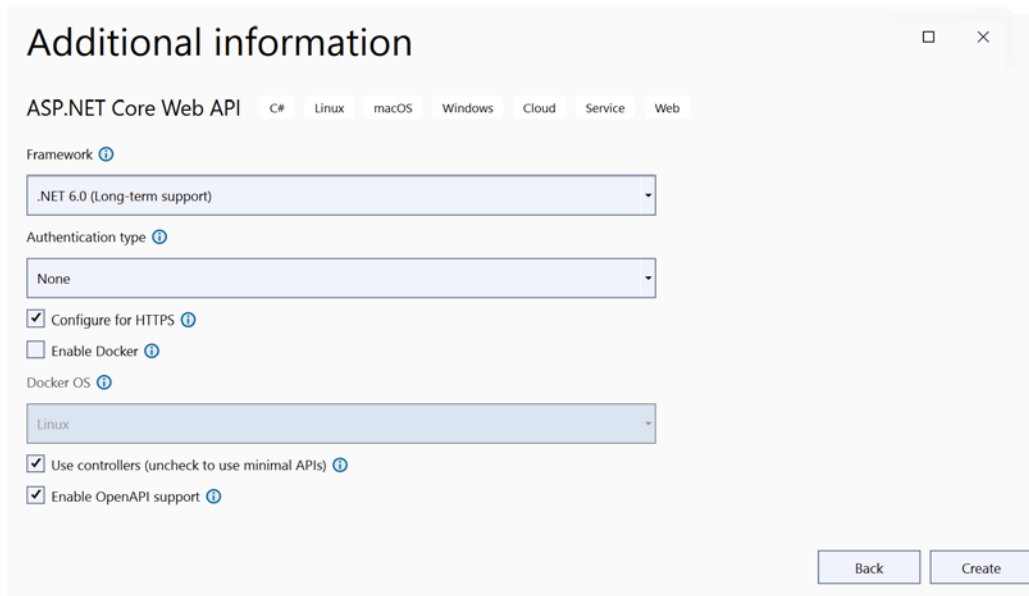 Additional information
ASP.NET Core Web API C# Linux macOS Windows Cloud Service Web
Framework
.NET 6.0 (Long-term support)
Authentication type
None
Configure for HTTPS
Enable Docker
Docker OS
Linux
Use controllers (uncheck to use minimal APIs)
Enable OpenAPI support
Back Create